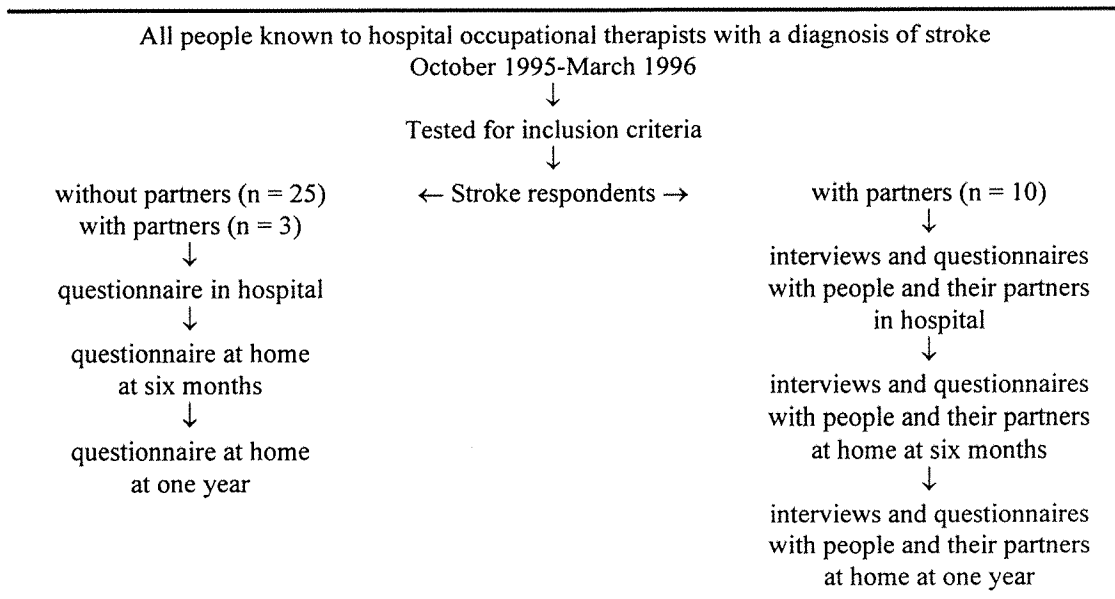 All people known to hospital occupational therapists with a diagnosis of stroke
October 1995-March 1996
↓
Tested for inclusion criteria
↓
without partners (n = 25) ← Stroke respondents → with partners (n = 10)
with partners (n = 3)
↓
questionnaire in hospital
↓
questionnaire at home
at six months
↓
questionnaire at home
at one year
↓
interviews and questionnaires
with people and their partners
in hospital
↓
interviews and questionnaires
with people and their partners
at home at six months
↓
interviews and questionnaires
with people and their partners
at home at one year